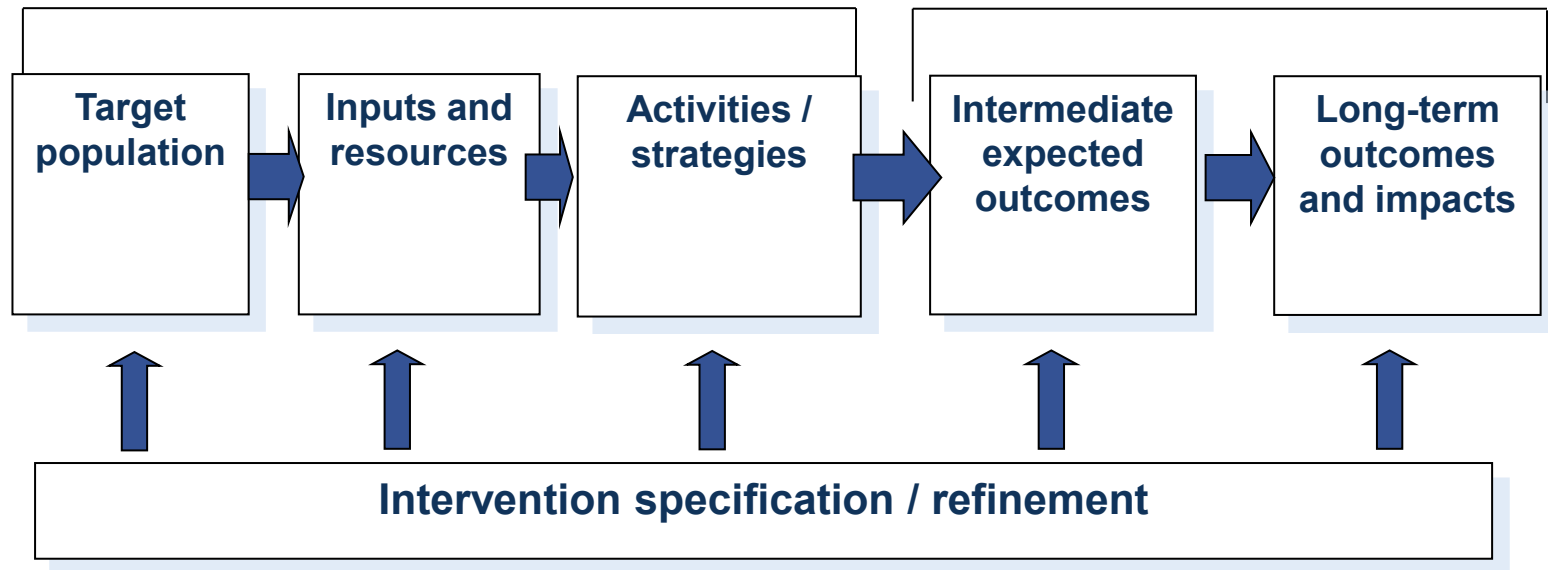 Target
population
Inputs and
resources
Activities /
strategies
Intermediate
expected
outcomes
Long-term
outcomes
and impacts
Intervention specification / refinement